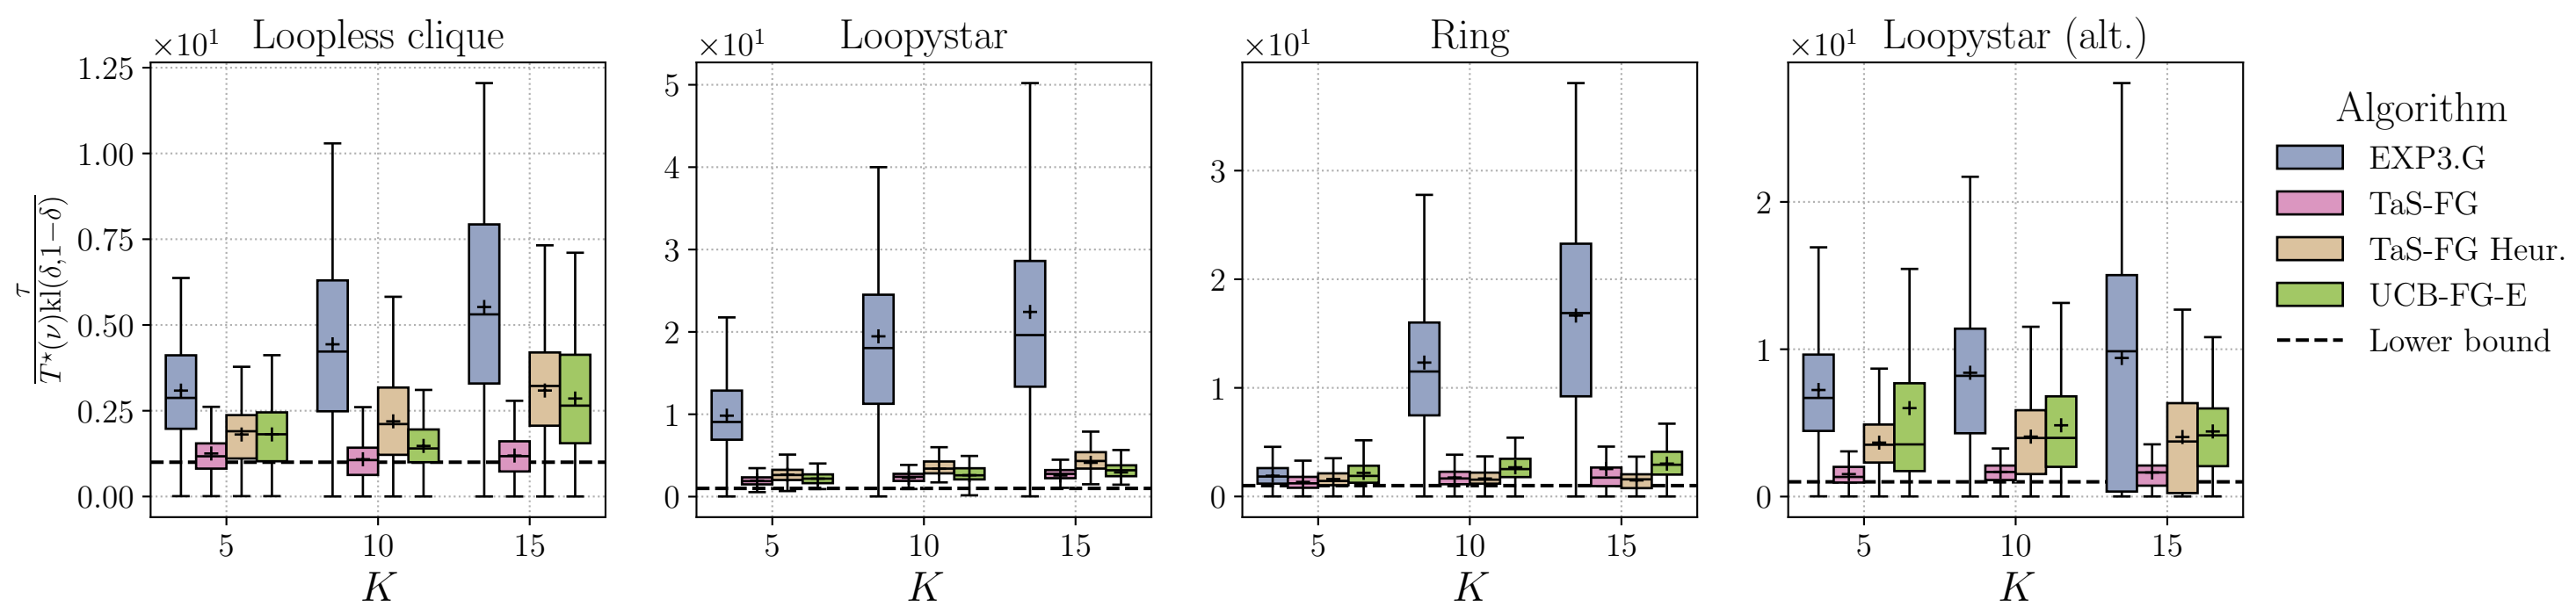 ×10¹ Loopless clique
1.25
1.00
0.75
0.50
0.25
0.00
τ
T⋆(ν)kl(δ,1−δ)
5 10 15
K
×10¹ Loopystar
5
4
3
2
1
0
5 10 15
K
×10¹ Ring
3
2
1
0
5 10 15
K
×10¹ Loopystar (alt.)
2
1
0
5 10 15
K
Algorithm
EXP3.G
TaS-FG
TaS-FG Heur.
UCB-FG-E
Lower bound